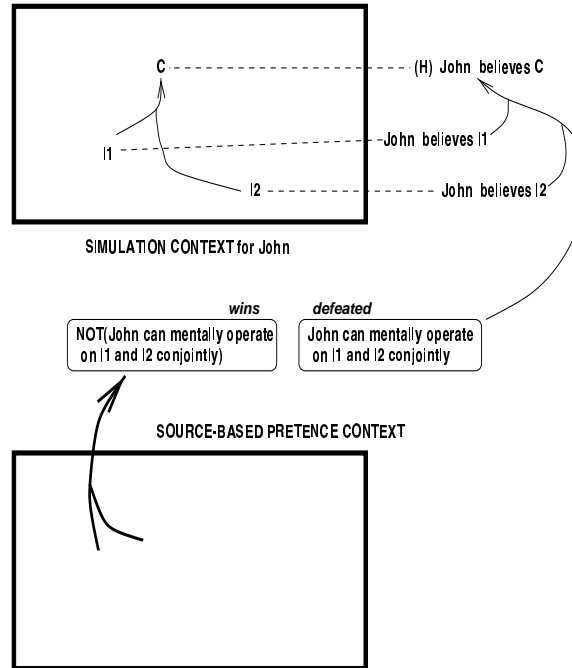 C
(H) John believes C
I1
John believes I1
I2
John believes I2
SIMULATION CONTEXT for John
wins
defeated
NOT(John can mentally operate
on I1 and I2 conjointly)
John can mentally operate
on I1 and I2 conjointly
SOURCE-BASED PRETENCE CONTEXT